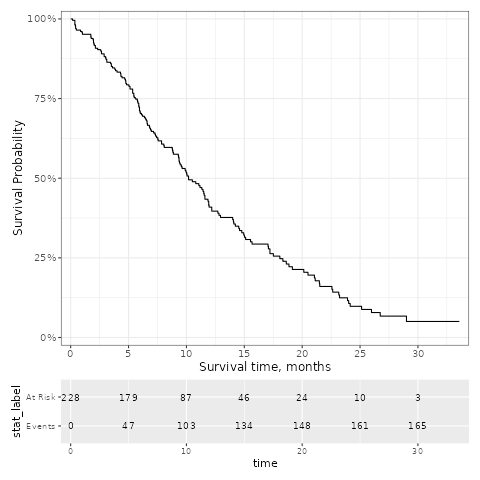 100%
75%
50%
25%
0%
Survival Probability
0 5 10 15 20 25 30
Survival time, months
At Risk 228 179 87 46 24 10 3
Events 0 47 103 134 148 161 165
stat_label
0 10 20 30
time